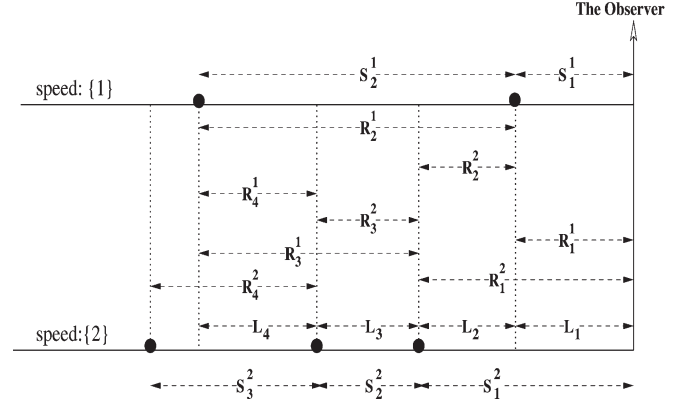 The Observer
S_2^1 S_1^1
speed: {1}
R_2^1
R_2^2
R_4^1
R_3^2
R_1^1
R_3^1
R_4^2 R_1^2
speed:{2} L_4 L_3 L_2 L_1
S_3^2 S_2^2 S_1^2